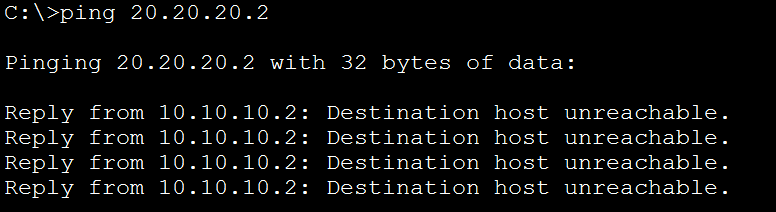 C:\>ping 20.20.20.2
Pinging 20.20.20.2 with 32 bytes of data:
Reply from 10.10.10.2: Destination host unreachable.
Reply from 10.10.10.2: Destination host unreachable.
Reply from 10.10.10.2: Destination host unreachable.
Reply from 10.10.10.2: Destination host unreachable.